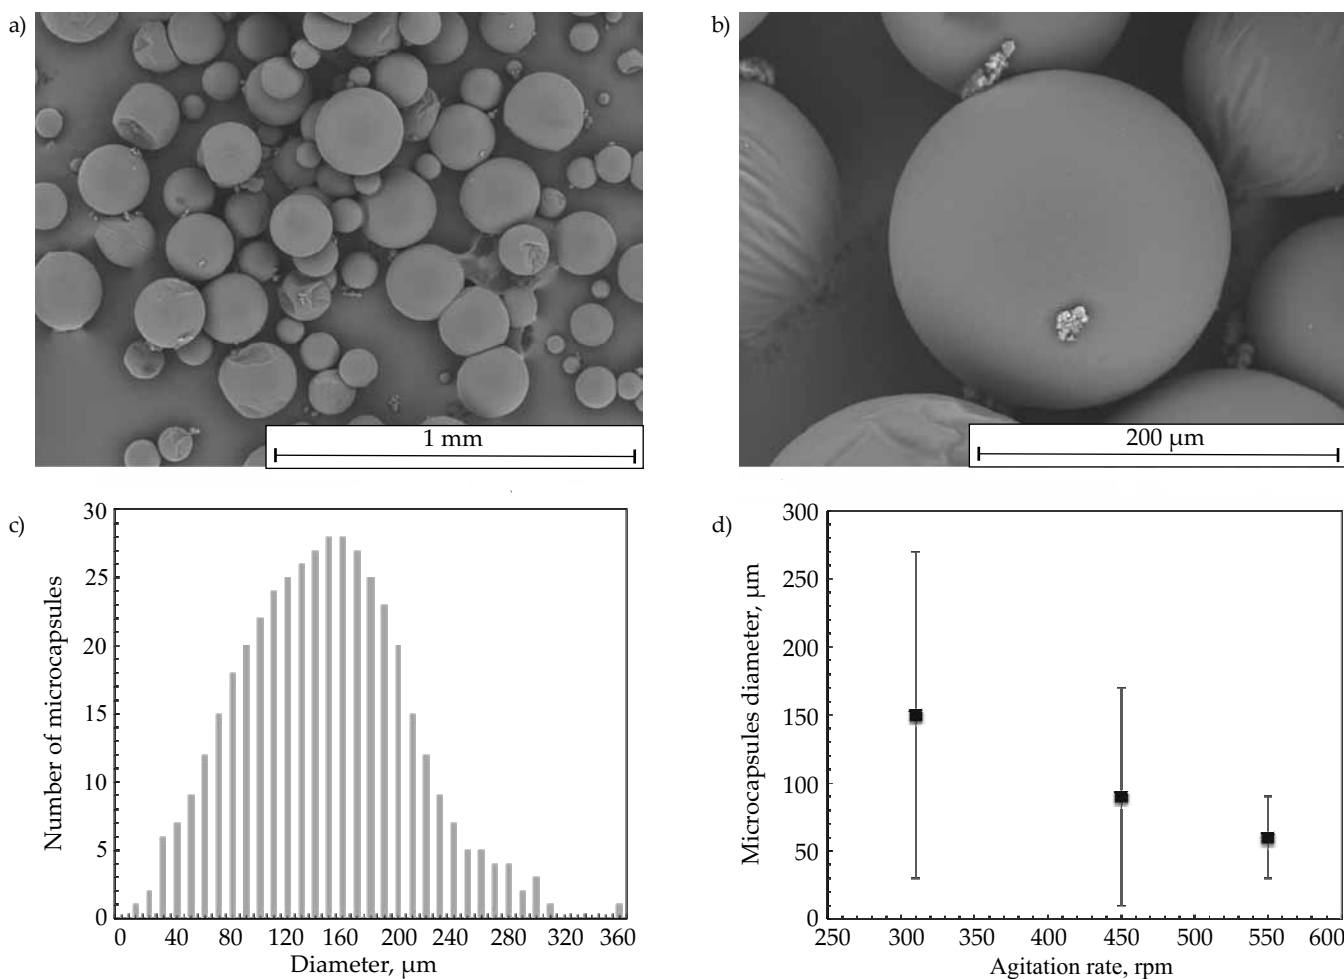 a)
1 mm
b)
200 µm
c)
30
25
20
15
10
5
0
Number of microcapsules
0 40 80 120 160 200 240 280 320 360
Diameter, µm
d)
300
250
200
150
100
50
0
Microcapsules diameter, µm
250 300 350 400 450 500 550 600
Agitation rate, rpm